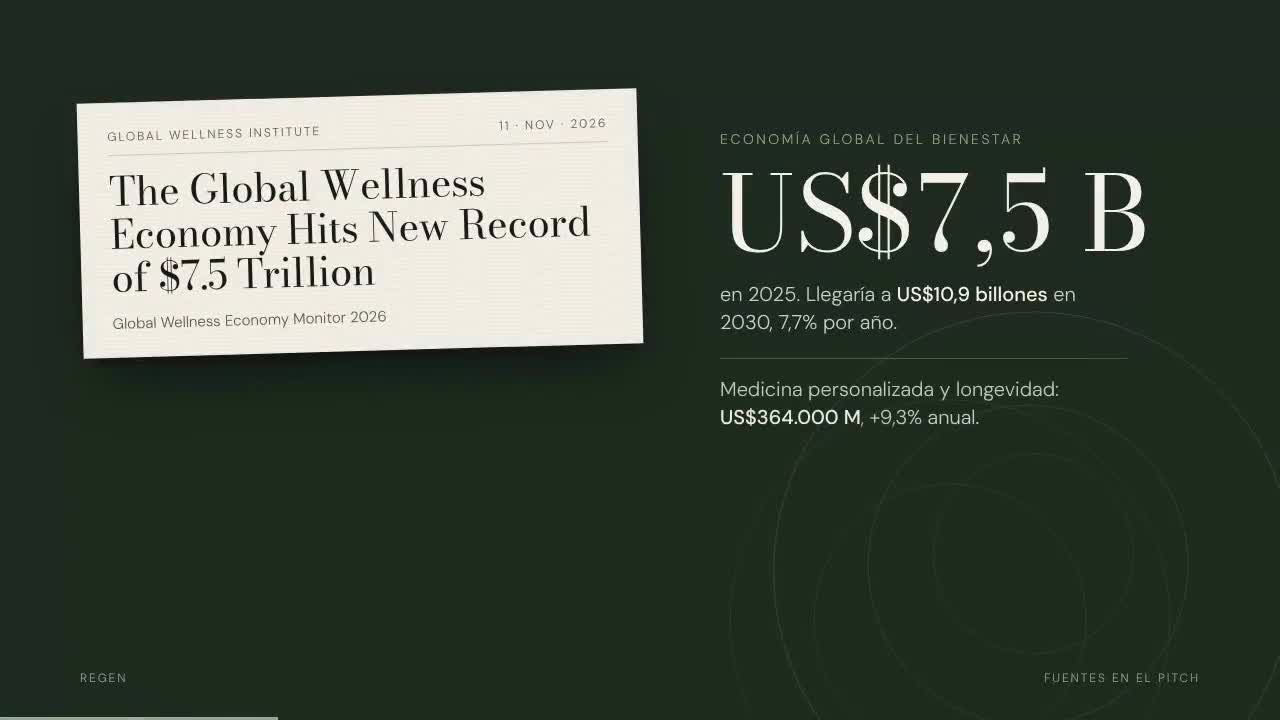 GLOBAL WELLNESS INSTITUTE
11 · NOV · 2026
The Global Wellness
Economy Hits New Record
of $7.5 Trillion
Global Wellness Economy Monitor 2026
ECONOMÍA GLOBAL DEL BIENESTAR
US$7,5 B
en 2025. Llegaría a US$10,9 billones en
2030, 7,7% por año.
Medicina personalizada y longevidad:
US$364.000 M, +9,3% anual.
REGEN
FUENTES EN EL PITCH